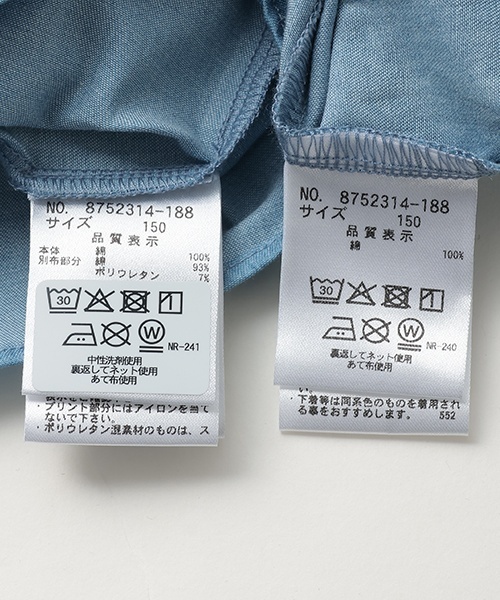 NO. 8752314-188
サイズ 150
品質表示
本体 綿 100%
別布部分 綿 93%
ポリウレタン 7%
30
W
NR-241
中性洗剤使用
裏返してネット使用
あて布使用
・プリント部分にはアイロンを当て
ないで下さい。
・ポリウレタン混素材のものは、ス
NO. 8752314-188
サイズ 150
品質表示
綿 100%
30
W
NR-240
裏返してネット使用
あて布使用
い。
・下着等は同系色のものを着用され
る事をおすすめします。 552